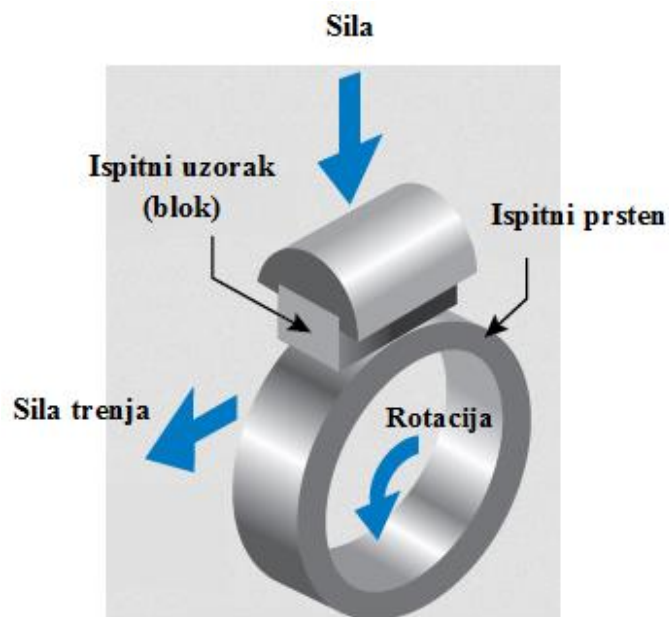 Sila
Ispitni uzorak
(blok)
Ispitni prsten
Sila trenja
Rotacija